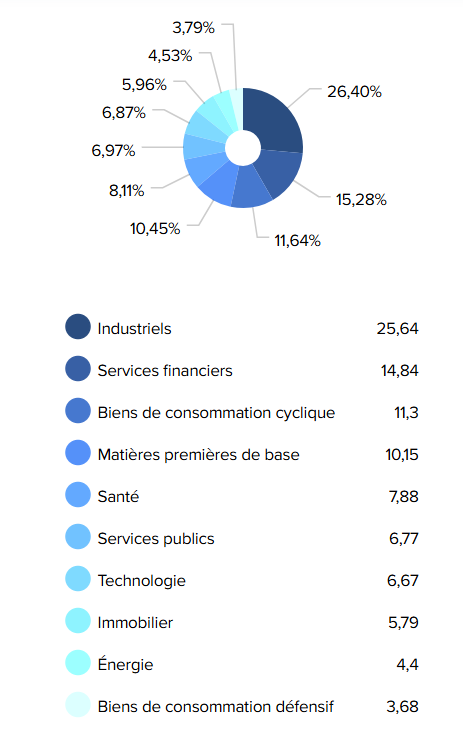 3,79%
4,53%
5,96%
6,87%
6,97%
8,11%
10,45%
26,40%
15,28%
11,64%
Industriels 25,64
Services financiers 14,84
Biens de consommation cyclique 11,3
Matières premières de base 10,15
Santé 7,88
Services publics 6,77
Technologie 6,67
Immobilier 5,79
Énergie 4,4
Biens de consommation défensif 3,68